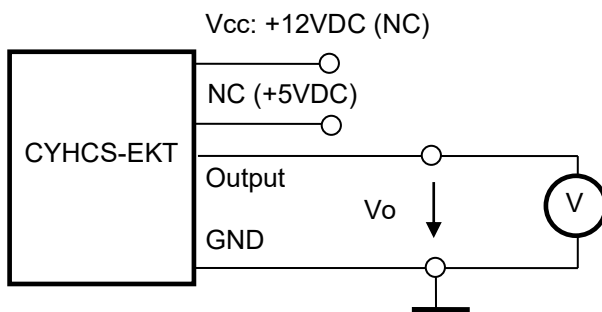 Vcc: +12VDC (NC)
NC (+5VDC)
CYHCS-EKT
Output
Vo
V
GND